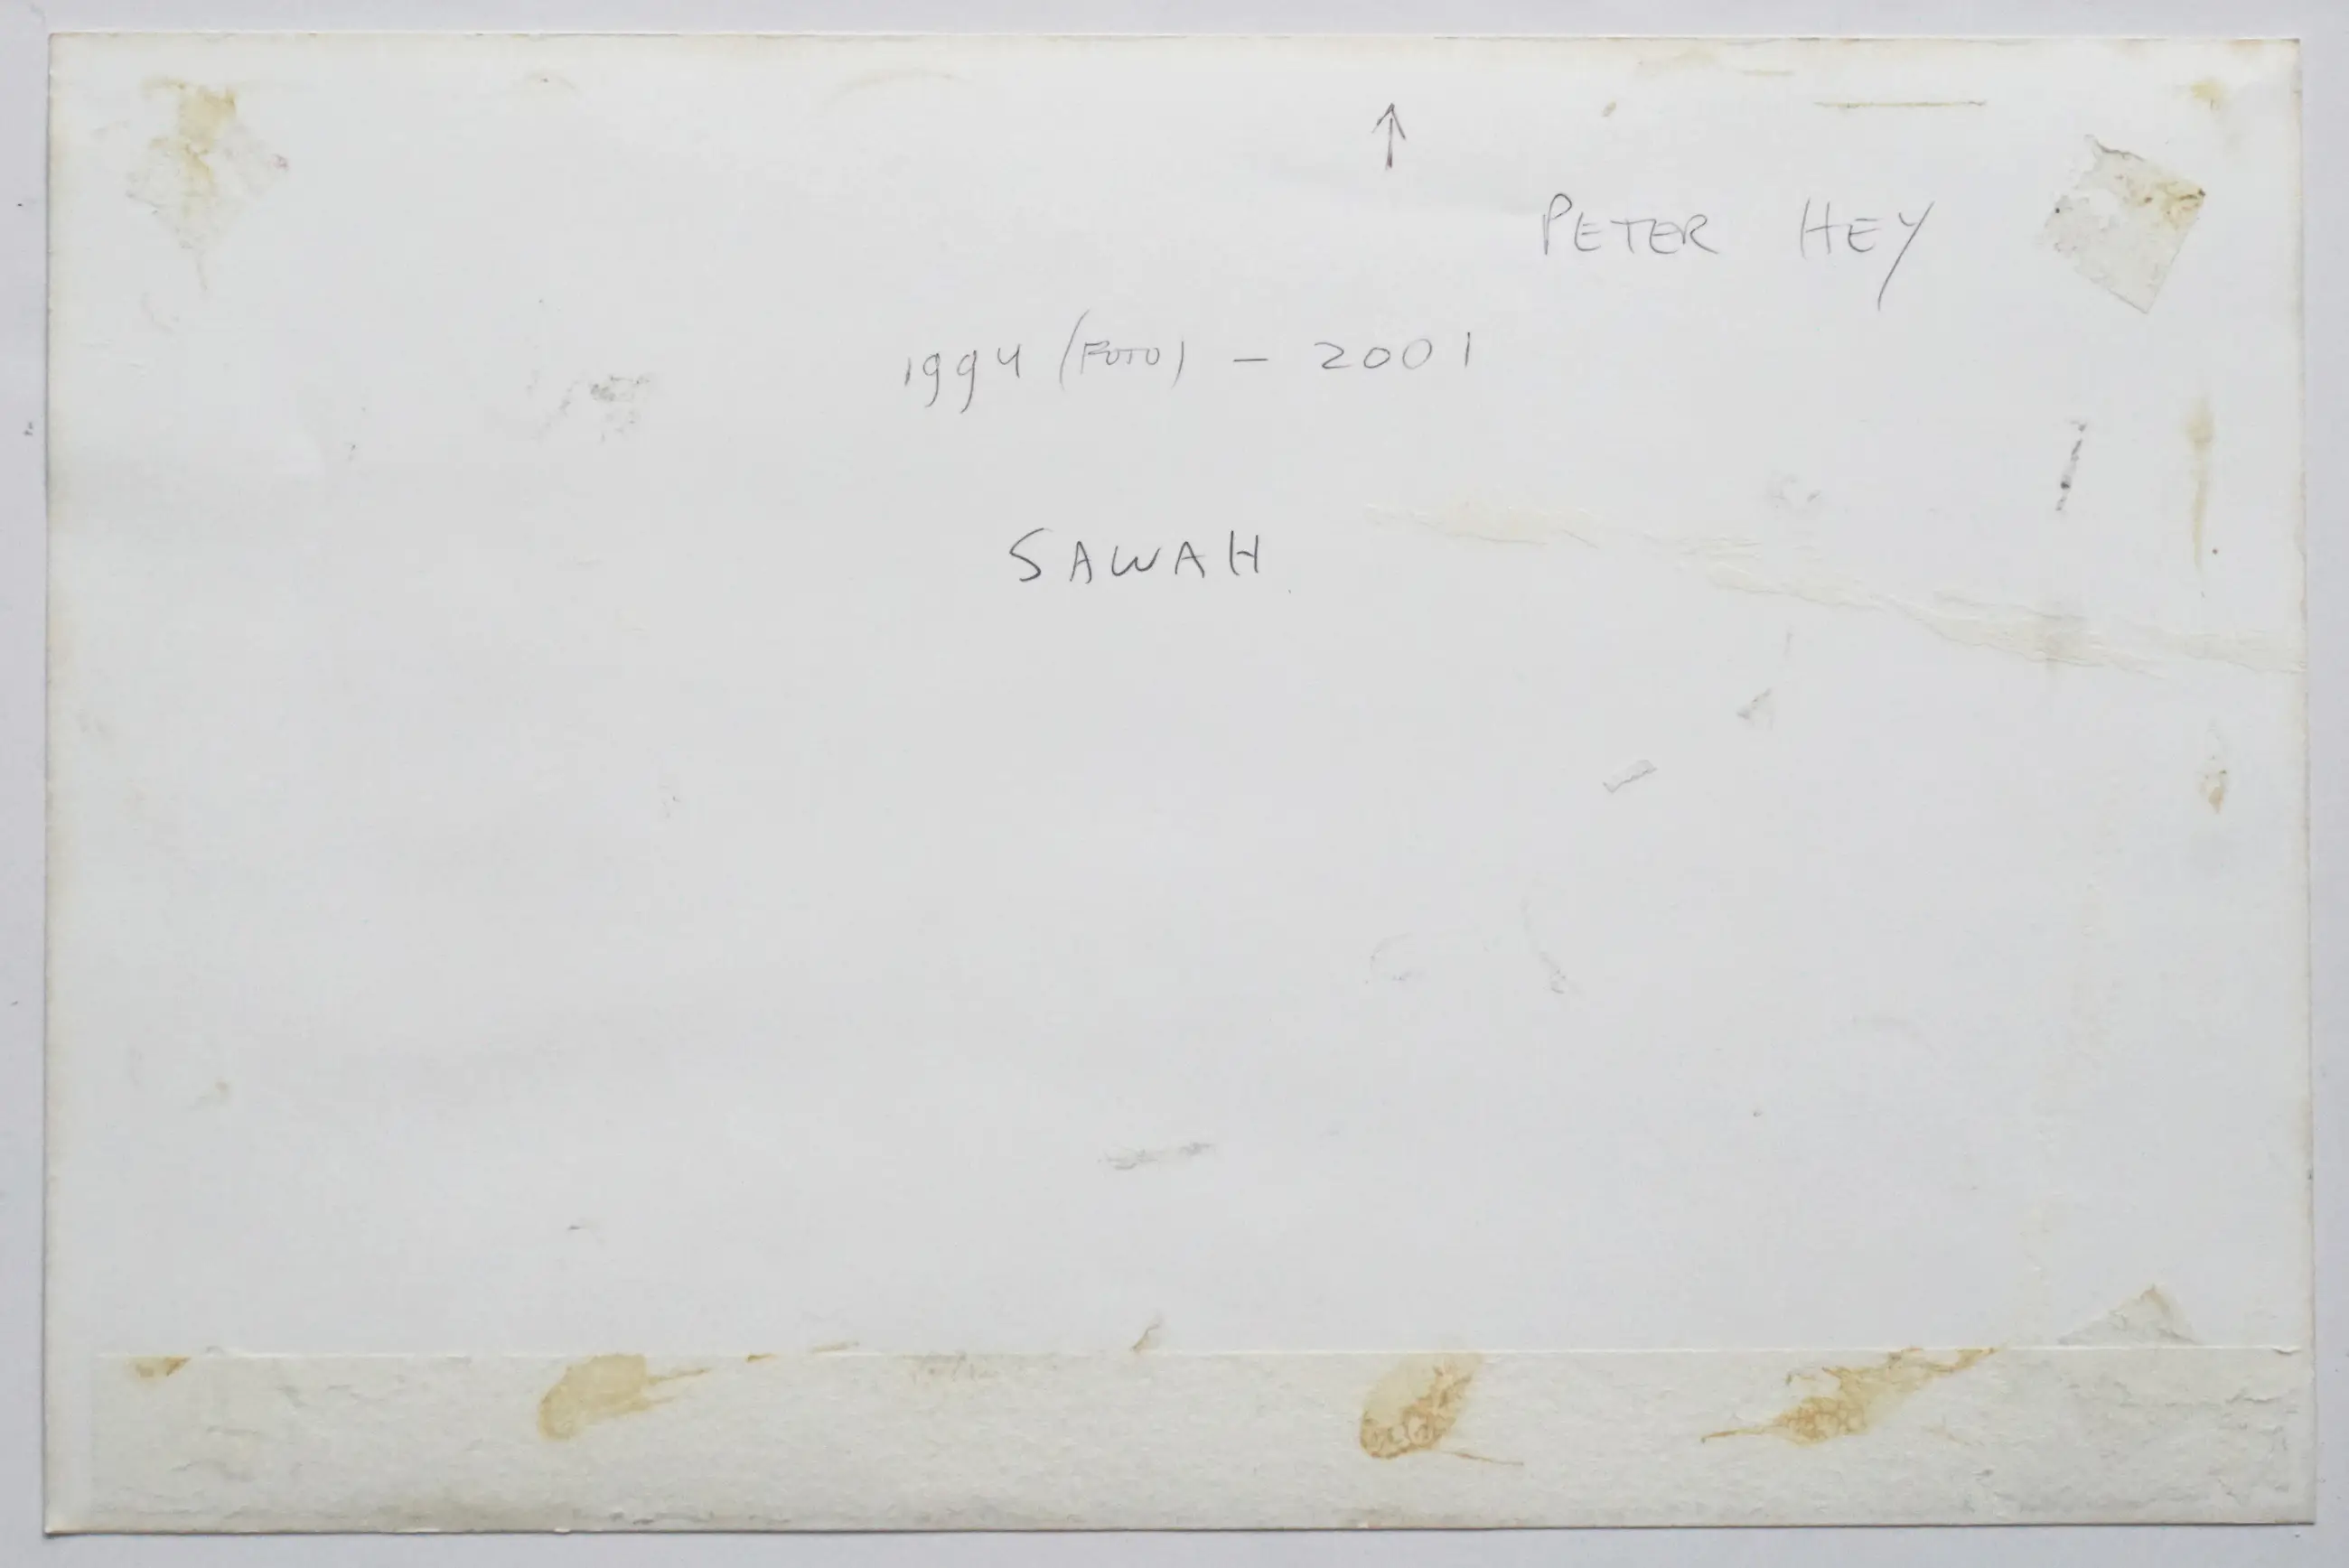 ↑
PETER HEY
1994 (FOTO) - 2001
SAWAH